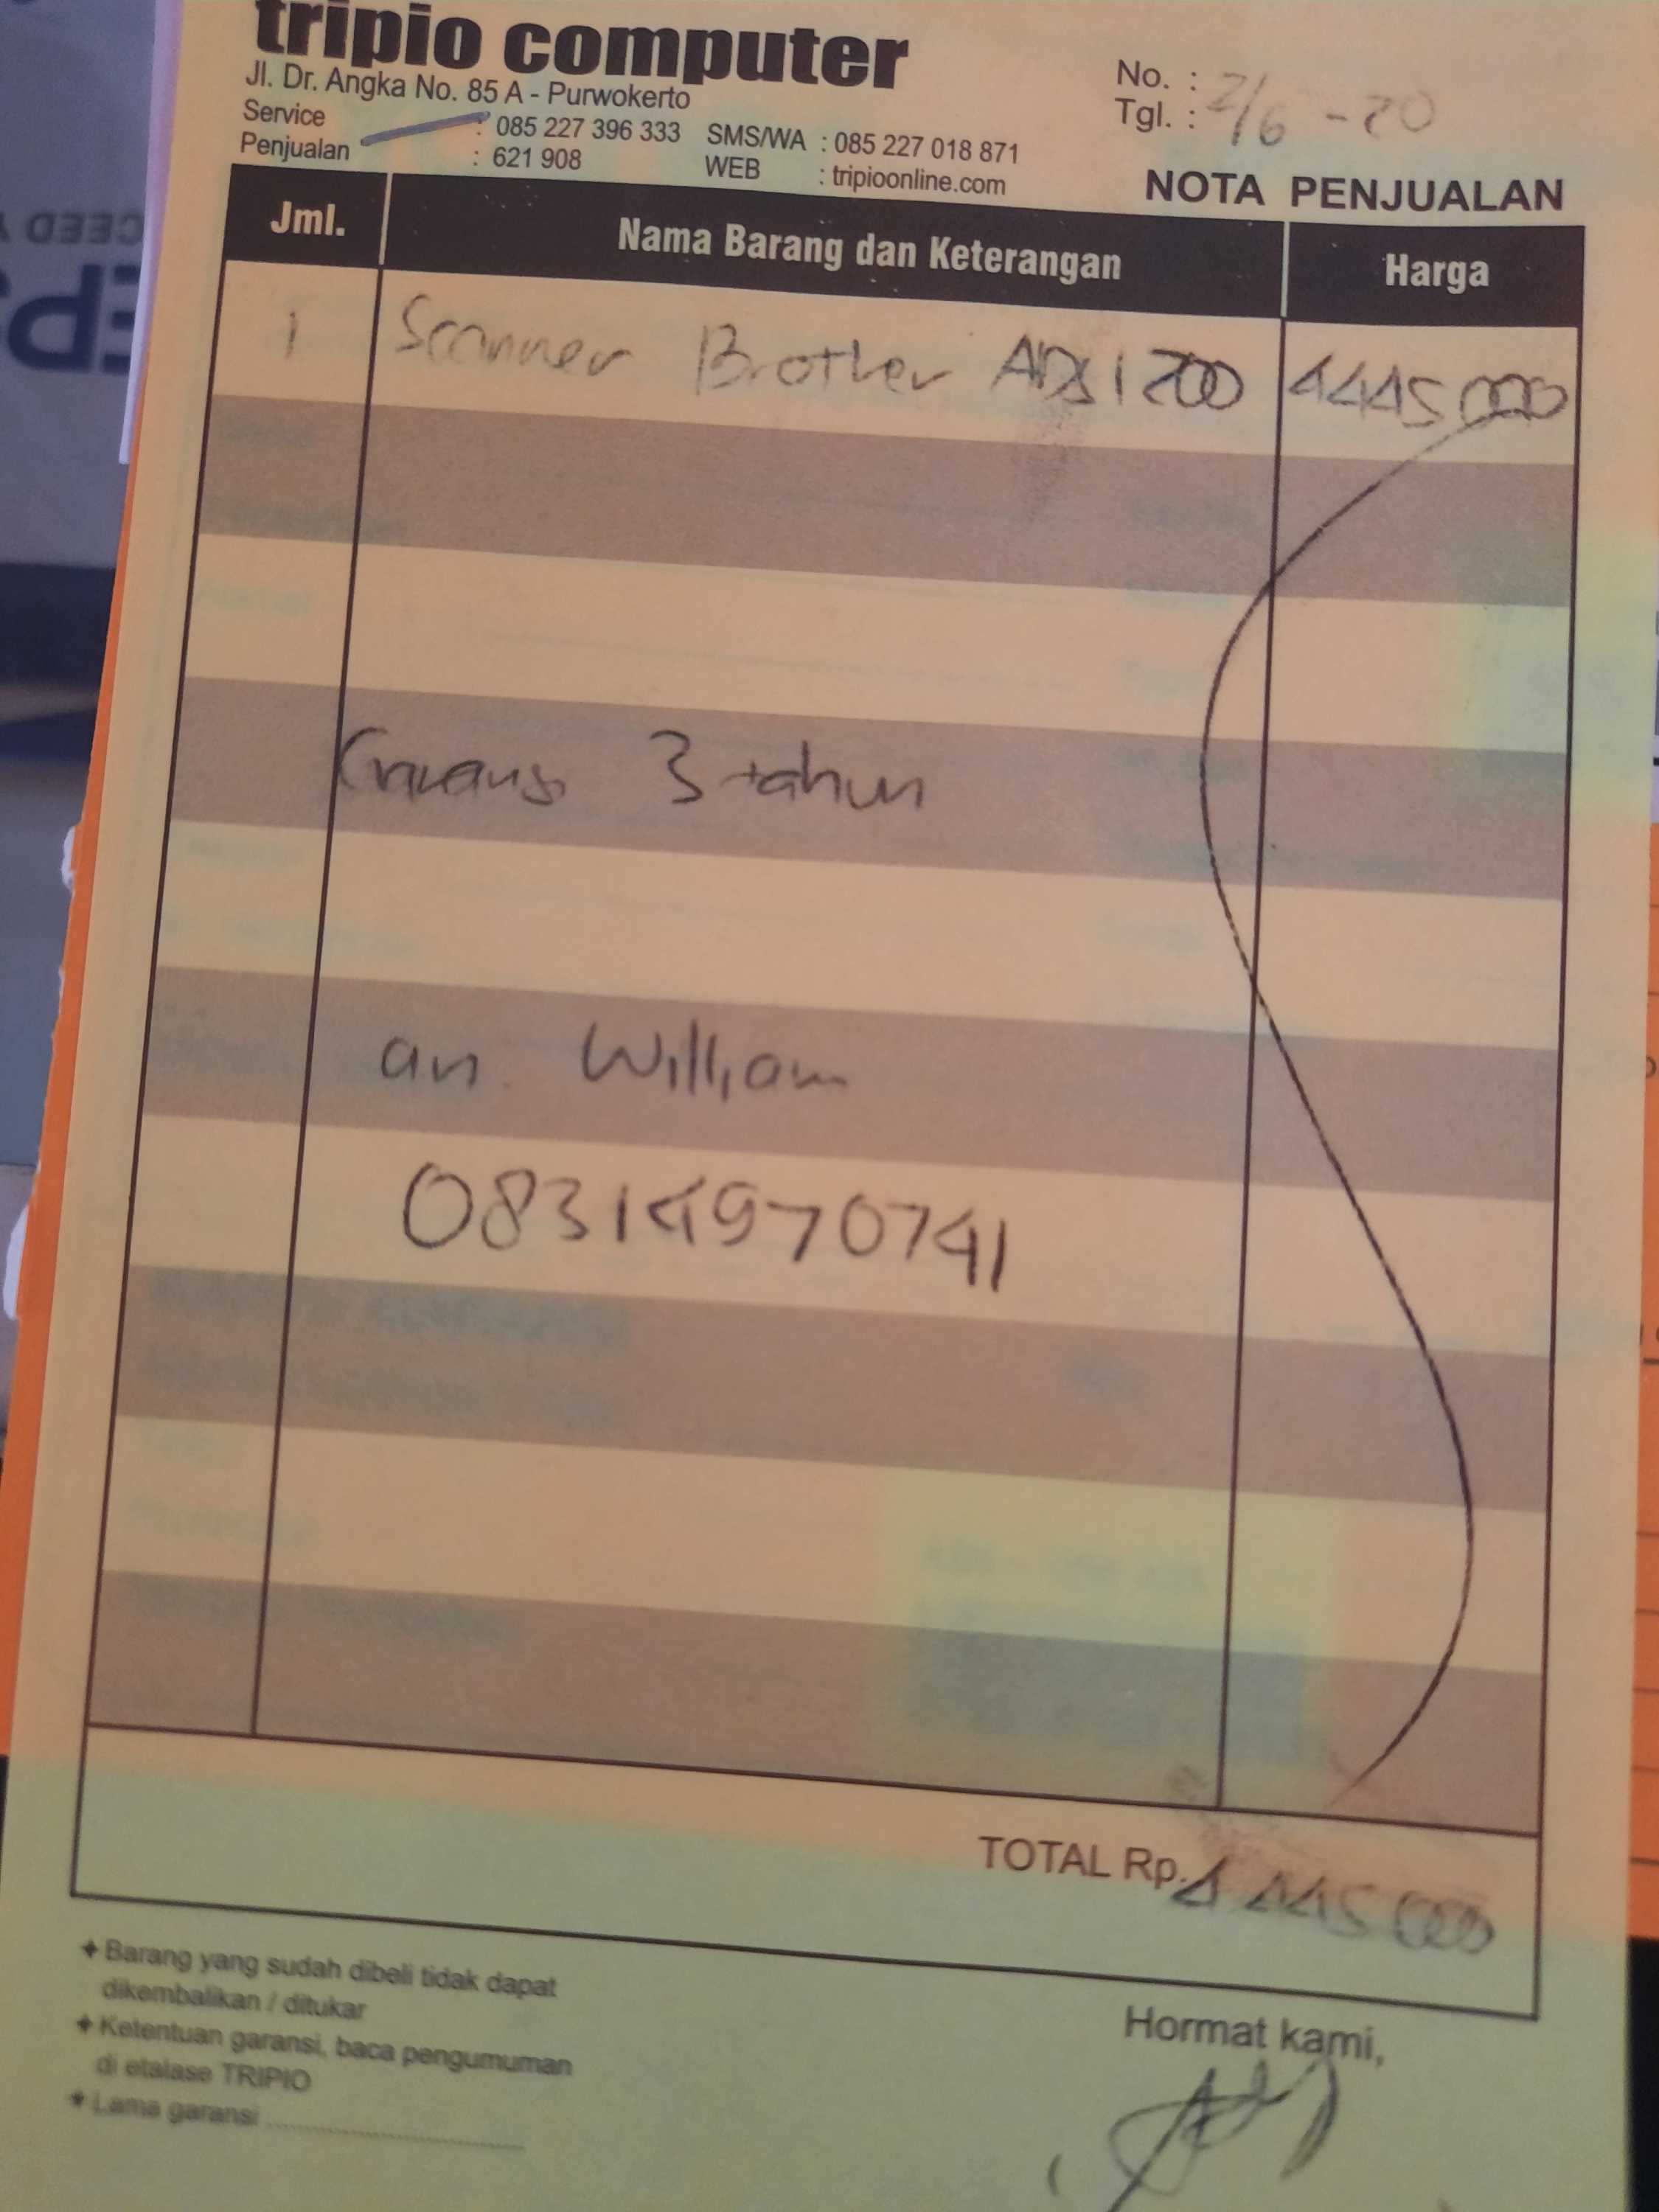 tripio computer
Jl. Dr. Angka No. 85 A - Purwokerto
Service : 085 227 396 333 SMS/WA : 085 227 018 871
Penjualan : 621 908 WEB : tripioonline.com
No. :
Tgl. : 2/6 - 20
NOTA PENJUALAN
Jml. Nama Barang dan Keterangan Harga
1 Scanner Brother ADS 1200 4445000
Garansi 3 tahun
an. William
08314970741
TOTAL Rp. 4445000
Barang yang sudah dibeli tidak dapat
dikembalikan / ditukar
Ketentuan garansi, baca pengumuman
di etalase TRIPIO
Lama garansi ....................
Hormat kami,